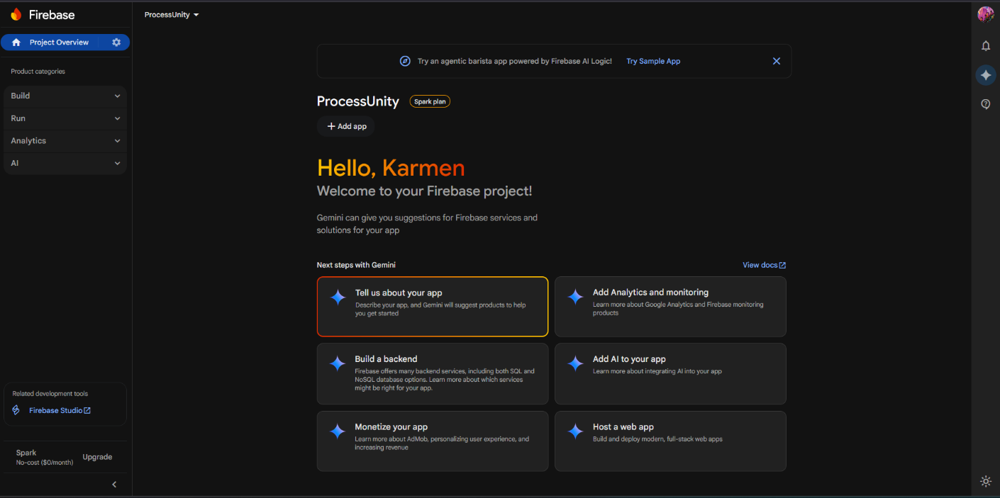 Firebase
ProcessUnity
Project Overview
Product categories
Build
Run
Analytics
AI
Related development tools
Firebase Studio
Spark
No-cost ($0/month)
Upgrade
Try an agentic barista app powered by Firebase AI Logic!
Try Sample App
ProcessUnity
Spark plan
Add app
Hello, Karmen
Welcome to your Firebase project!
Gemini can give you suggestions for Firebase services and
solutions for your app
Next steps with Gemini
View docs
Tell us about your app
Describe your app, and Gemini will suggest products to help
you get started
Add Analytics and monitoring
Learn more about Google Analytics and Firebase monitoring
products
Build a backend
Firebase offers many backend services, including both SQL and
NoSQL database options. Learn more about which services
might be right for your app.
Add AI to your app
Learn more about integrating AI into your app
Monetize your app
Learn more about AdMob, personalizing user experience, and
increasing revenue
Host a web app
Build and deploy modern, full-stack web apps